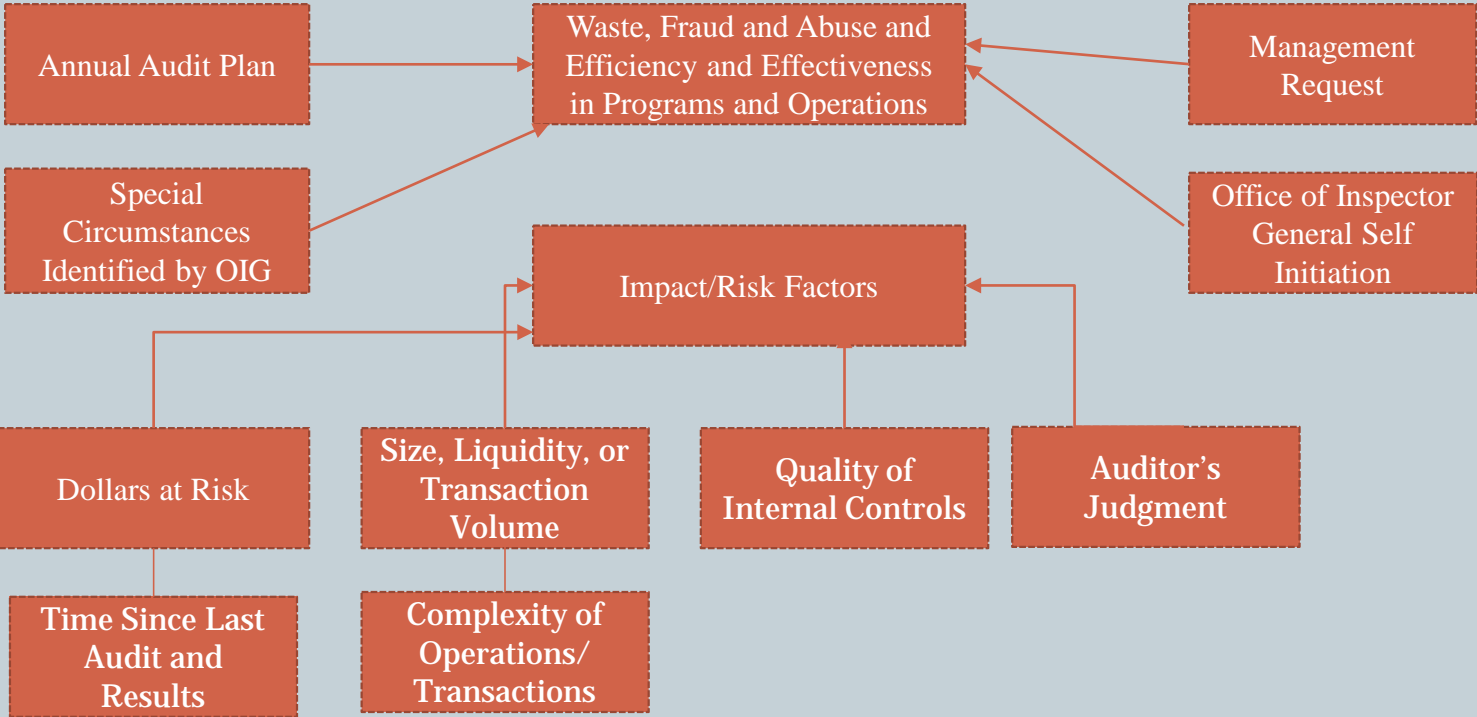 Annual Audit Plan
Waste, Fraud and Abuse and
Efficiency and Effectiveness
in Programs and Operations
Management
Request
Special
Circumstances
Identified by OIG
Office of Inspector
General Self
Initiation
Impact/Risk Factors
Dollars at Risk
Size, Liquidity, or
Transaction
Volume
Quality of
Internal Controls
Auditor’s
Judgment
Time Since Last
Audit and
Results
Complexity of
Operations/
Transactions